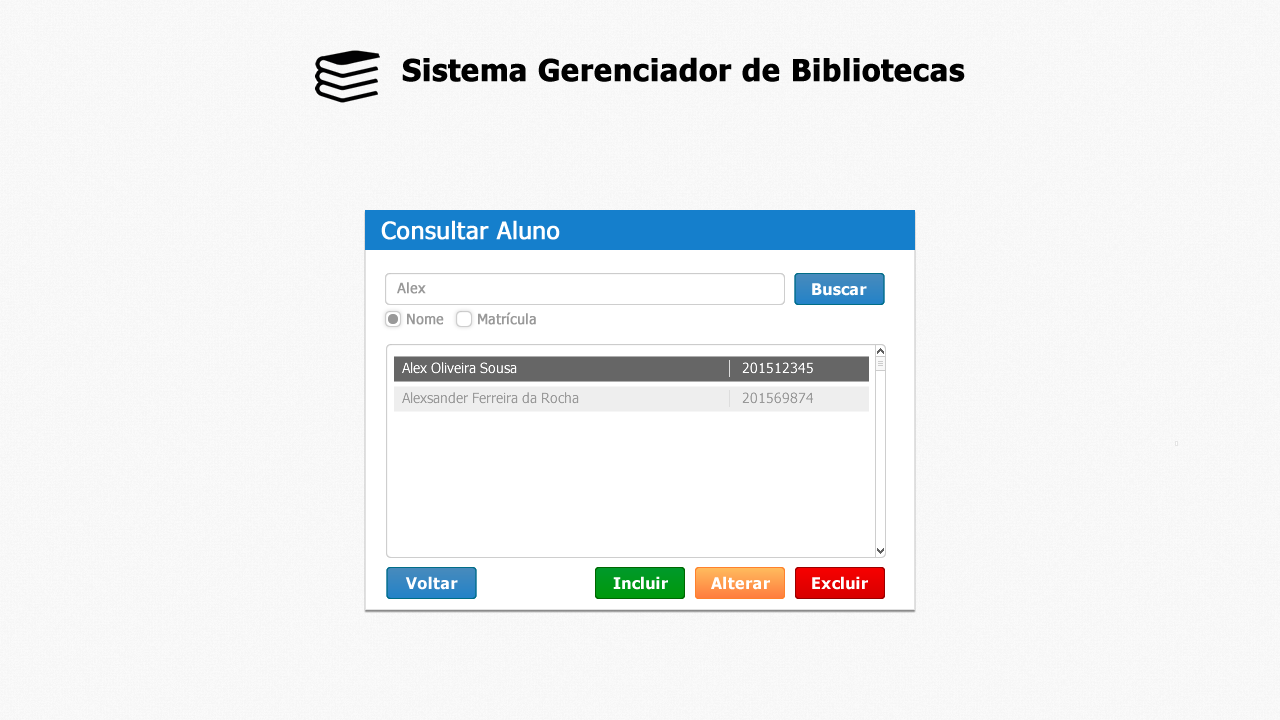 Sistema Gerenciador de Bibliotecas
Consultar Aluno
Alex
Buscar
Nome Matrícula
Alex Oliveira Sousa 201512345
Alexsander Ferreira da Rocha 201569874
Voltar Incluir Alterar Excluir